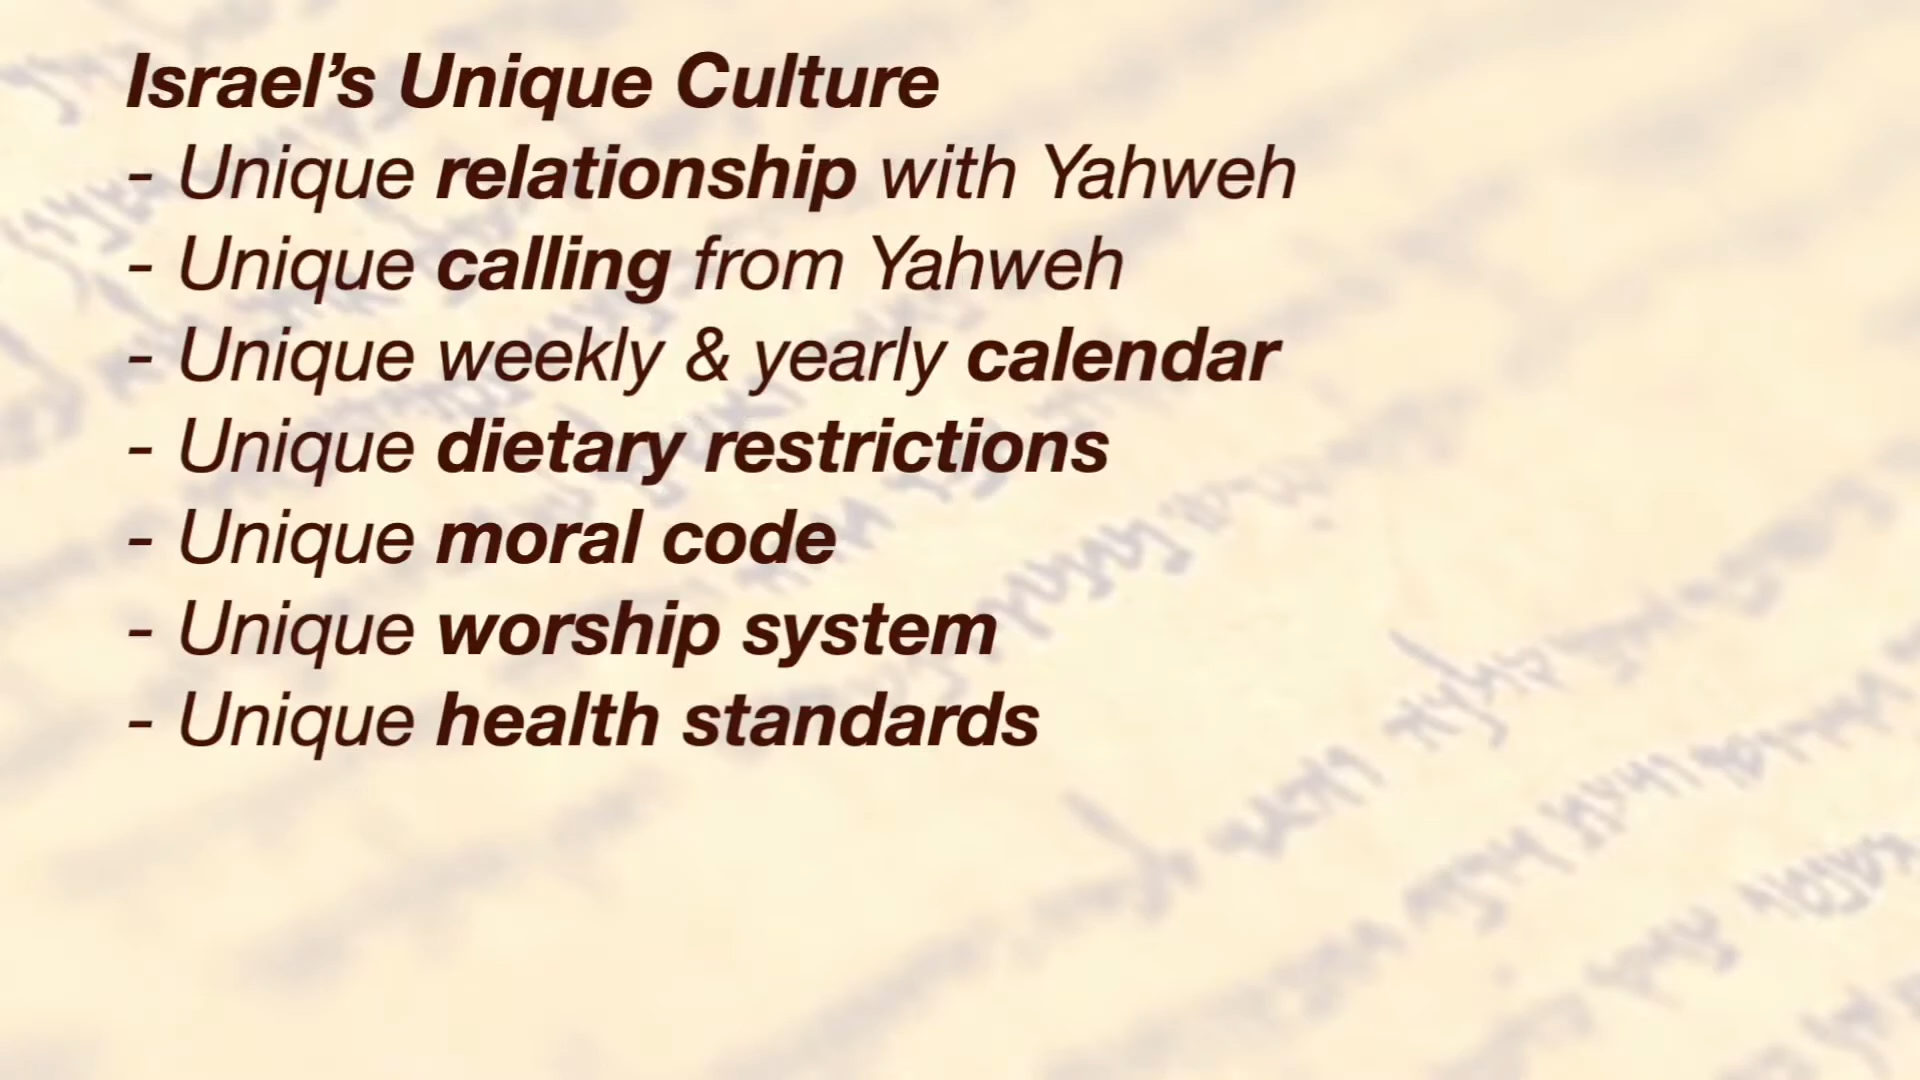 Israel’s Unique Culture
- Unique relationship with Yahweh
- Unique calling from Yahweh
- Unique weekly & yearly calendar
- Unique dietary restrictions
- Unique moral code
- Unique worship system
- Unique health standards